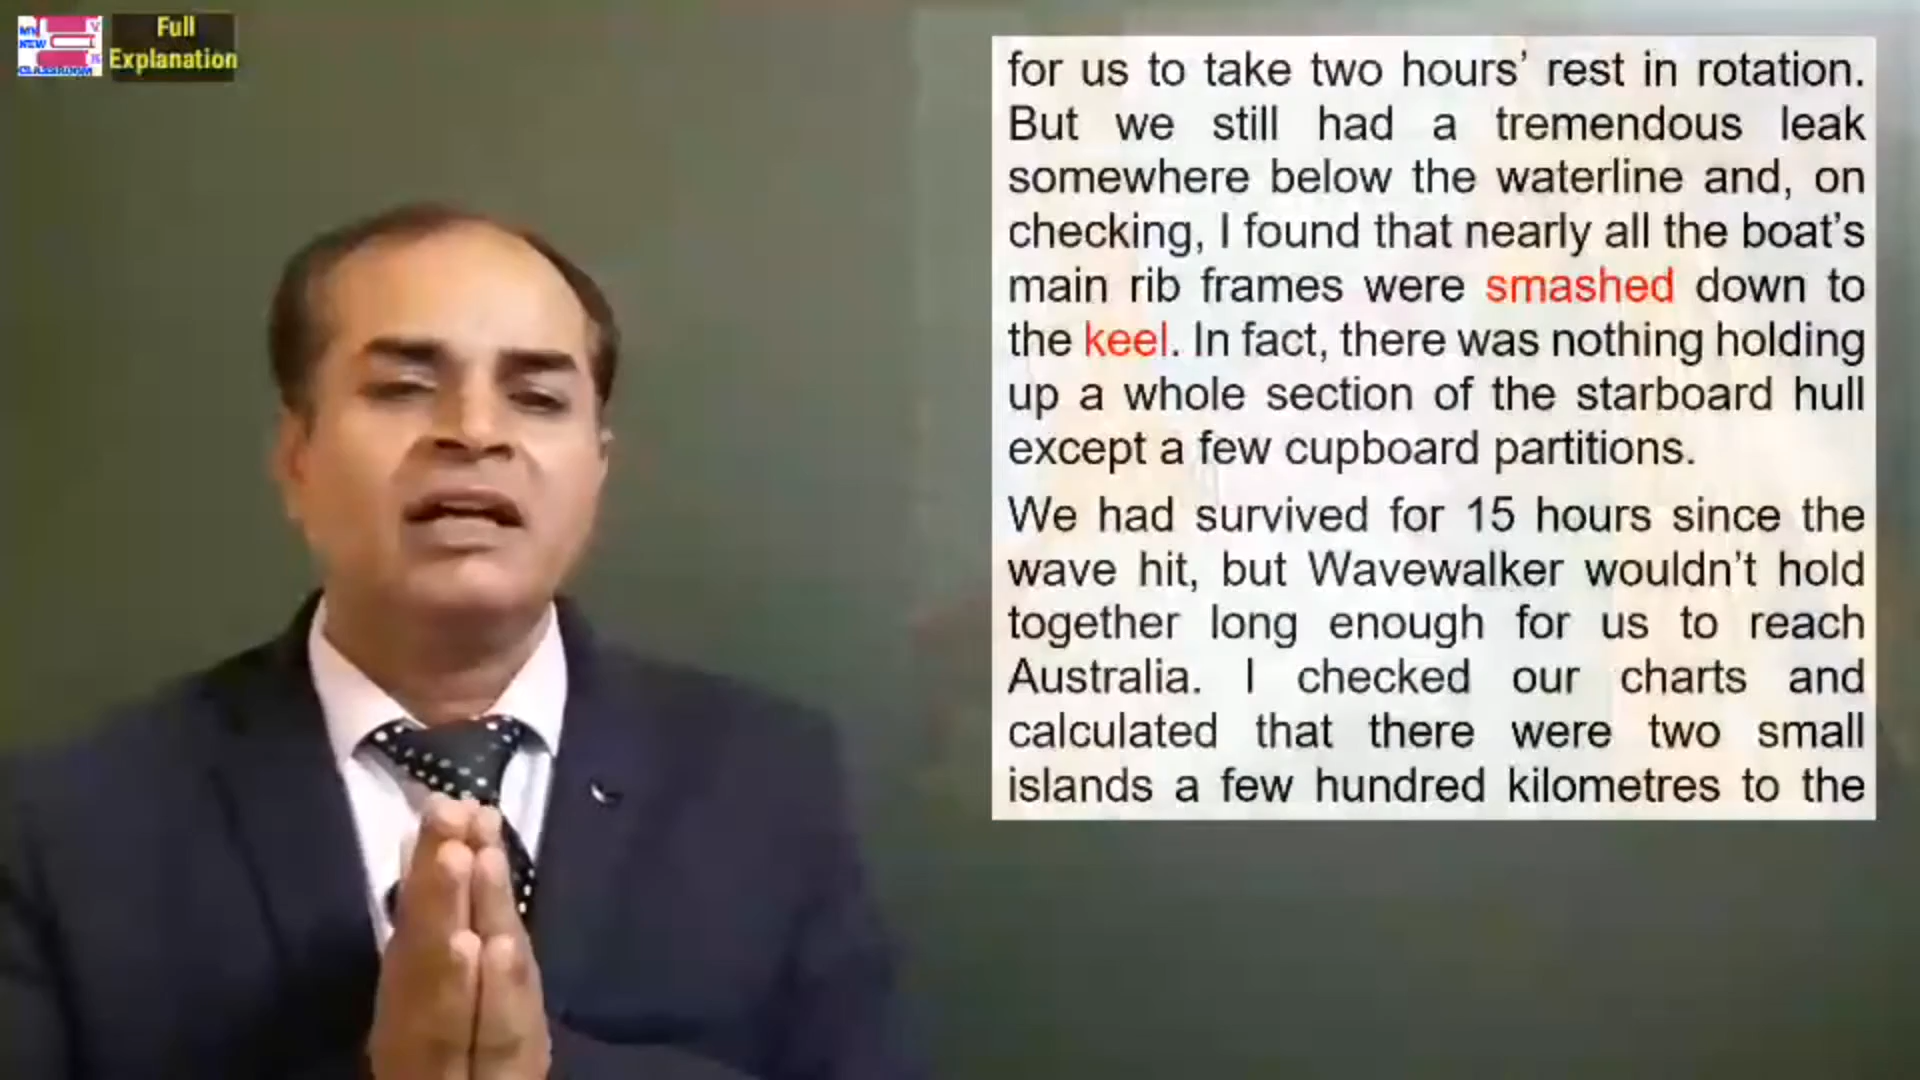 MY
NEW
CLASSROOM
Full
Explanation
for us to take two hours’ rest in rotation.
But we still had a tremendous leak
somewhere below the waterline and, on
checking, I found that nearly all the boat’s
main rib frames were smashed down to
the keel. In fact, there was nothing holding
up a whole section of the starboard hull
except a few cupboard partitions.
We had survived for 15 hours since the
wave hit, but Wavewalker wouldn’t hold
together long enough for us to reach
Australia. I checked our charts and
calculated that there were two small
islands a few hundred kilometres to the